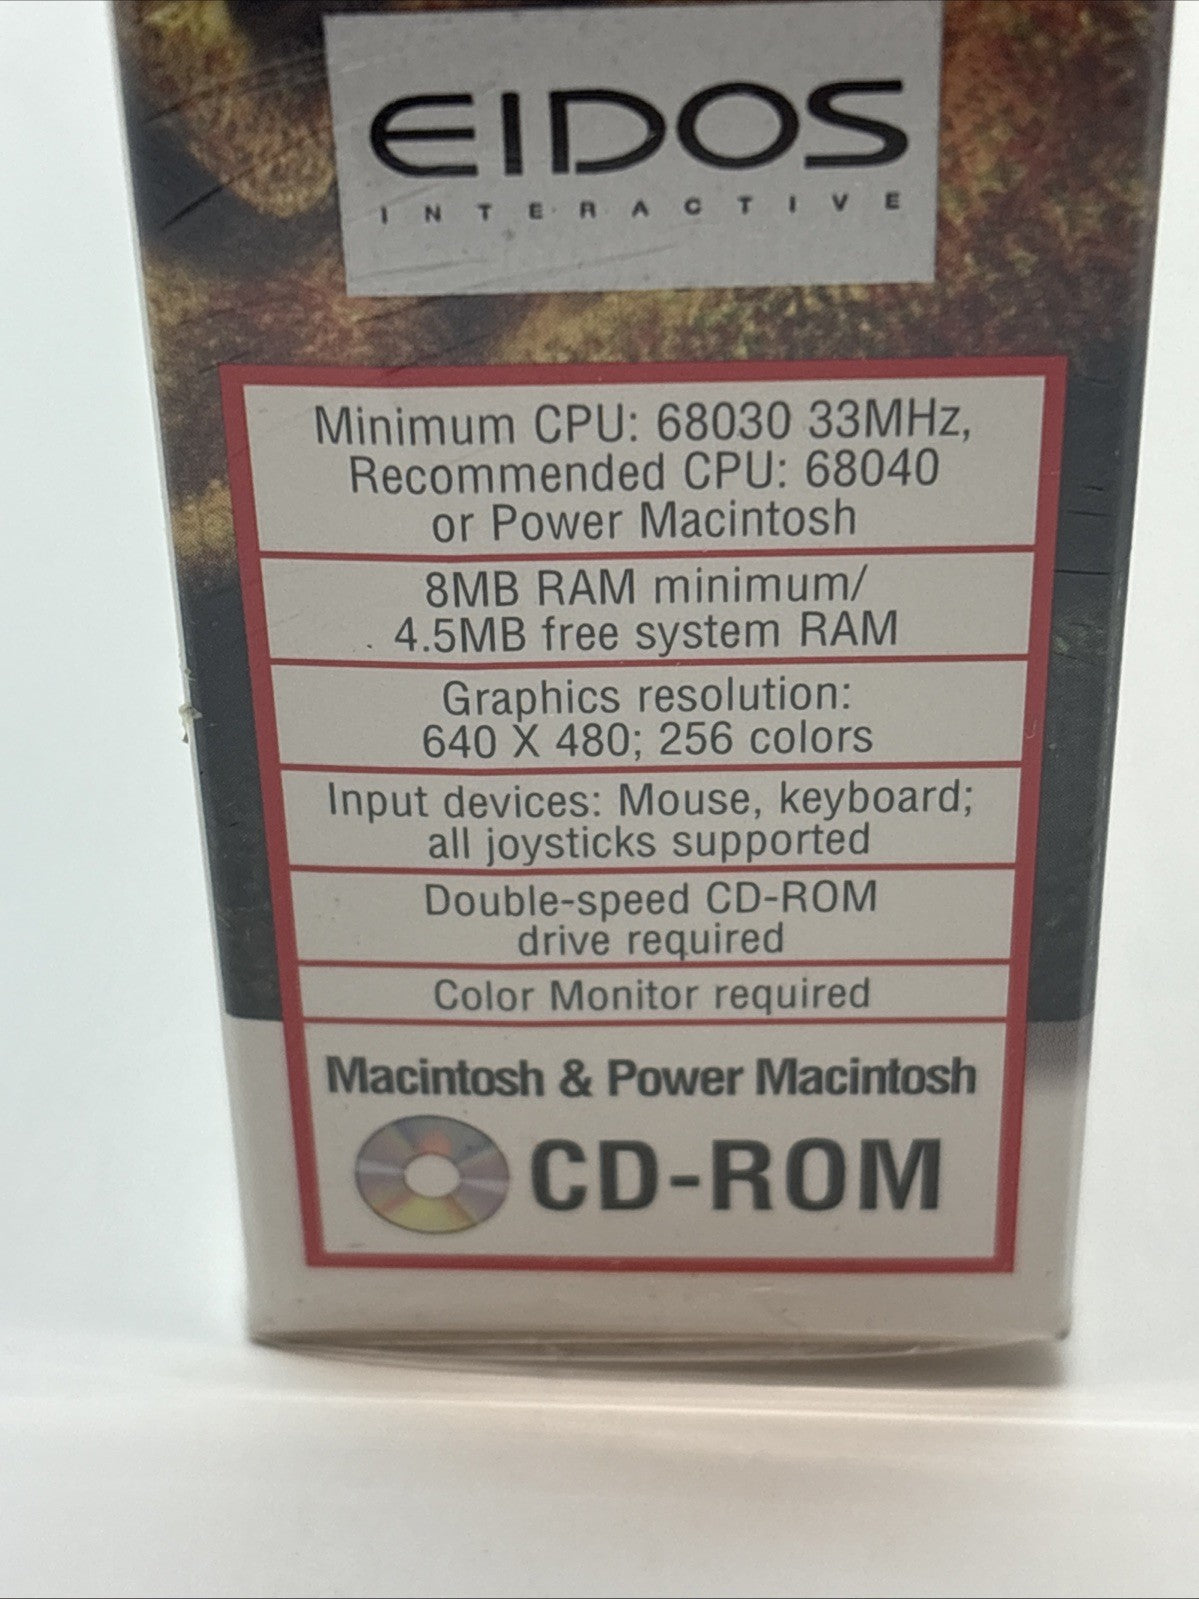 EIDOS
INTERACTIVE
Minimum CPU: 68030 33MHz,
Recommended CPU: 68040
or Power Macintosh
8MB RAM minimum/
4.5MB free system RAM
Graphics resolution:
640 X 480; 256 colors
Input devices: Mouse, keyboard;
all joysticks supported
Double-speed CD-ROM
drive required
Color Monitor required
Macintosh & Power Macintosh
CD-ROM